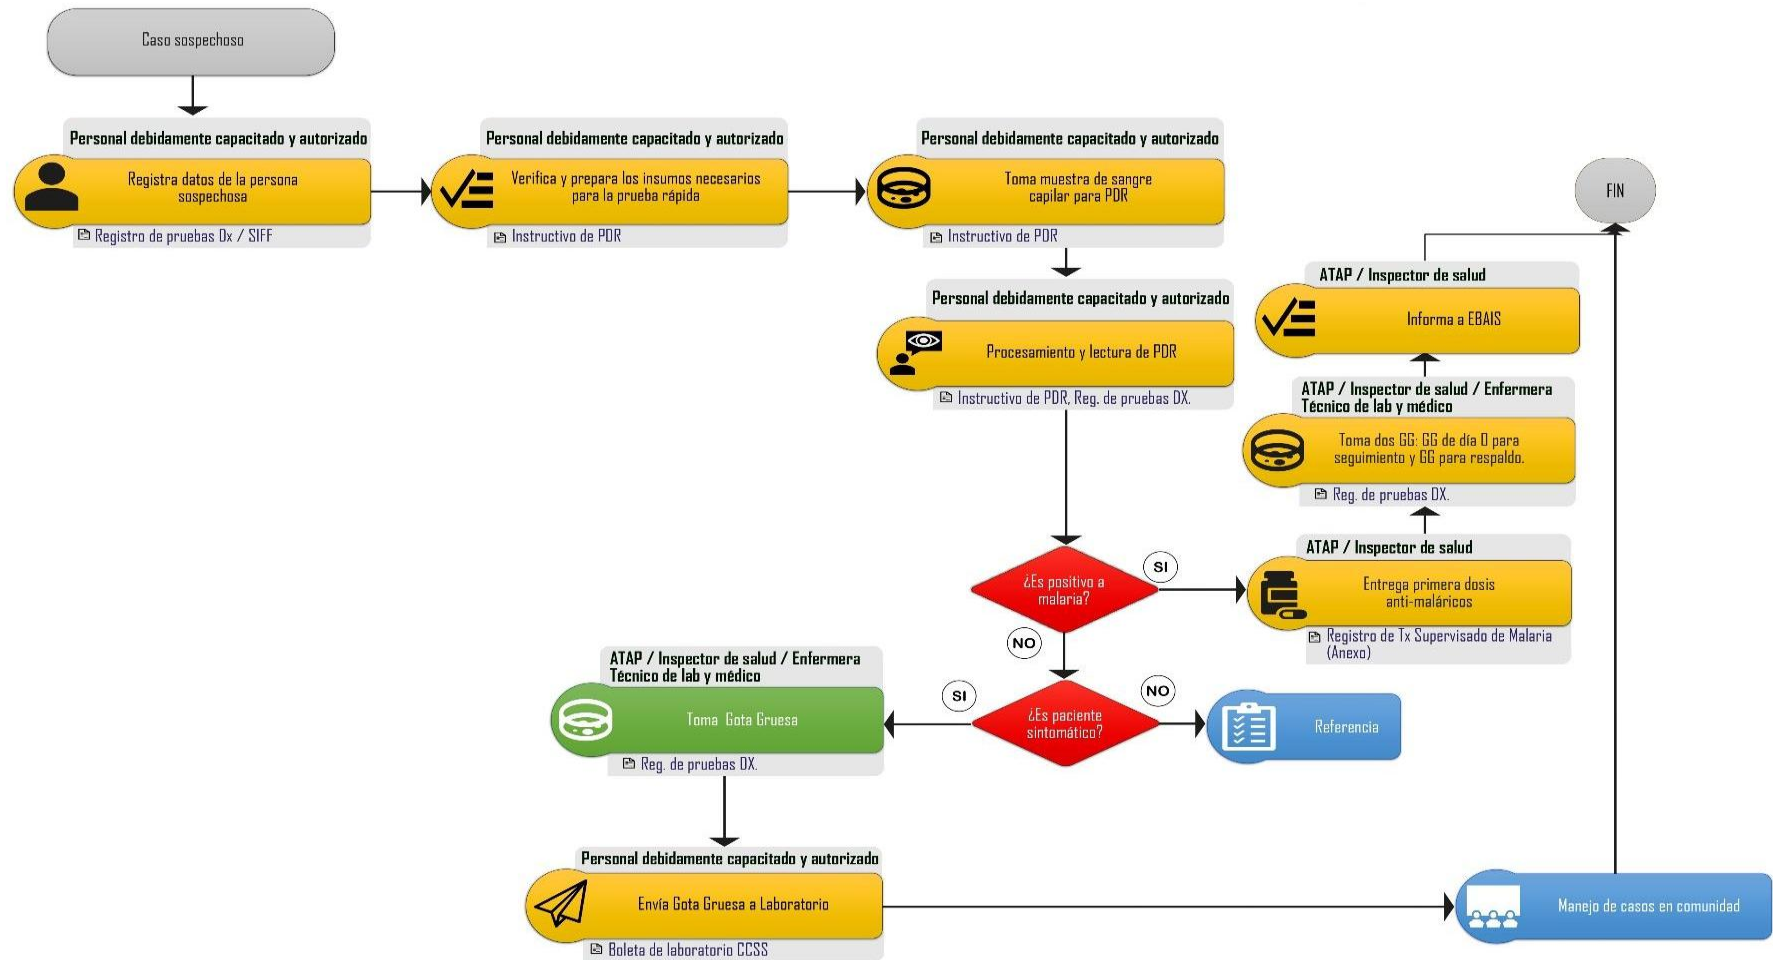 Caso sospechoso
Personal debidamente capacitado y autorizado
Registra datos de la persona
sospechosa
Registro de pruebas Dx / SIFF
Personal debidamente capacitado y autorizado
Verifica y prepara los insumos necesarios
para la prueba rápida
Instructivo de PDR
Personal debidamente capacitado y autorizado
Toma muestra de sangre
capilar para PDR
Instructivo de PDR
Personal debidamente capacitado y autorizado
Procesamiento y lectura de PDR
Instructivo de PDR, Reg. de pruebas DX.
¿Es positivo a
malaria?
SI
NO
ATAP / Inspector de salud
Entrega primera dosis
anti-maláricos
Registro de Tx Supervisado de Malaria
(Anexo)
ATAP / Inspector de salud / Enfermera
Técnico de lab y médico
Toma dos GG: GG de día 0 para
seguimiento y GG para respaldo.
Reg. de pruebas DX.
ATAP / Inspector de salud
Informa a EBAIS
FIN
¿Es paciente
sintomático?
SI
NO
Referencia
ATAP / Inspector de salud / Enfermera
Técnico de lab y médico
Toma Gota Gruesa
Reg. de pruebas DX.
Personal debidamente capacitado y autorizado
Envía Gota Gruesa a Laboratorio
Boleta de laboratorio CCSS
Manejo de casos en comunidad